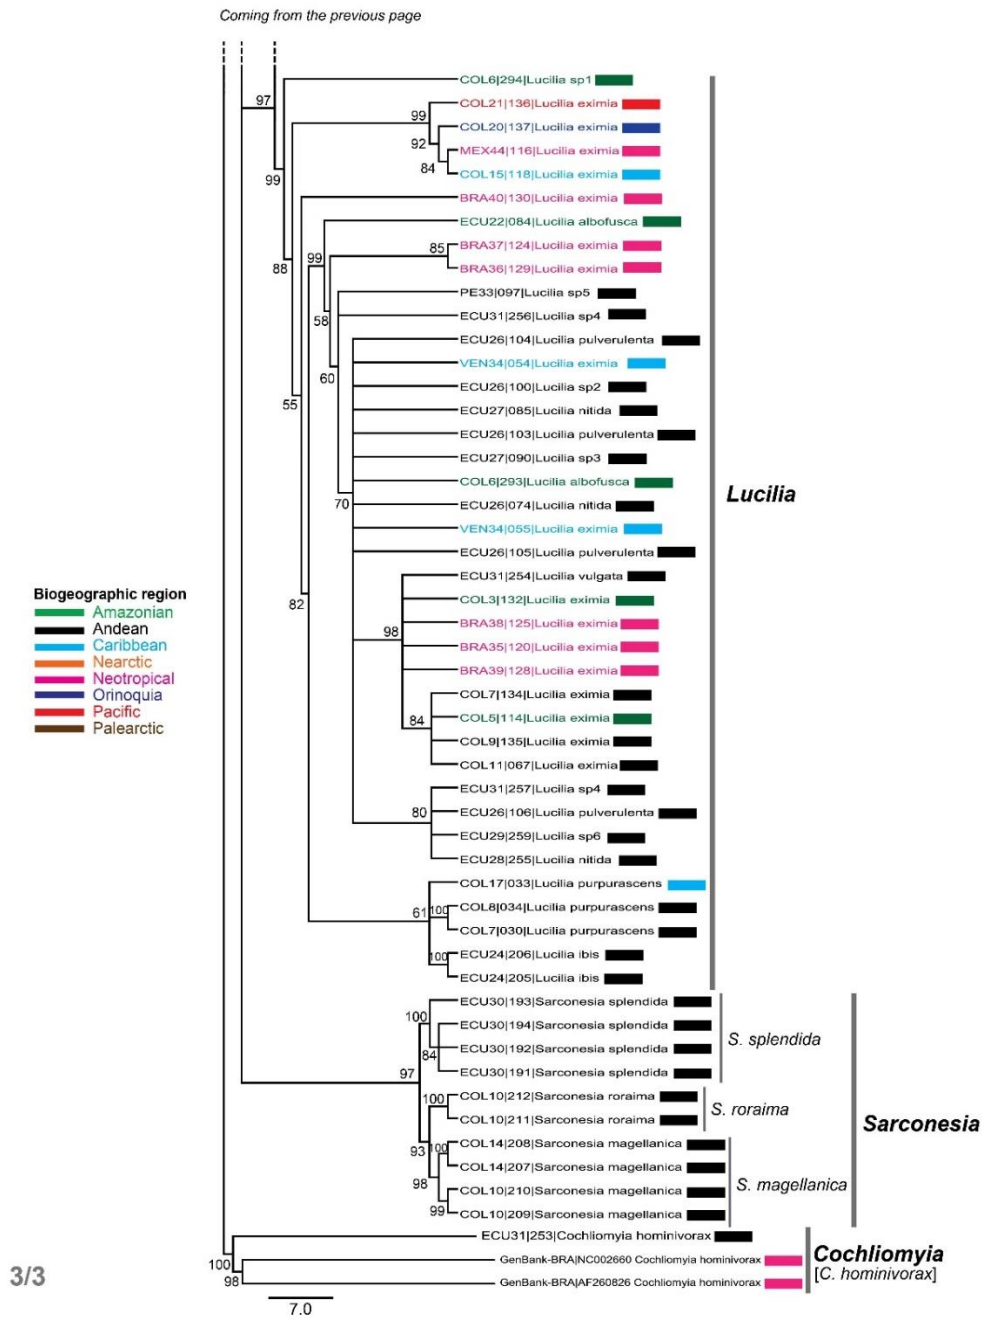 Coming from the previous page
COL6|294|Lucilia sp1
97
COL21|136|Lucilia eximia
99
COL20|137|Lucilia eximia
92
MEX44|116|Lucilia eximia
84
COL15|118|Lucilia eximia
99
BRA40|130|Lucilia eximia
ECU22|084|Lucilia albofusca
BRA37|124|Lucilia eximia
85
99
88
BRA36|129|Lucilia eximia
PE33|097|Lucilia sp5
58
ECU31|256|Lucilia sp4
ECU26|104|Lucilia pulverulenta
VEN34|054|Lucilia eximia
60
ECU26|100|Lucilia sp2
55
ECU27|085|Lucilia nitida
ECU26|103|Lucilia pulverulenta
ECU27|090|Lucilia sp3
COL6|293|Lucilia albofusca
Lucilia
70
ECU26|074|Lucilia nitida
VEN34|055|Lucilia eximia
ECU26|105|Lucilia pulverulenta
ECU31|254|Lucilia vulgata
Biogeographic region
82
COL3|132|Lucilia eximia
Amazonian
BRA38|125|Lucilia eximia
Andean
98
BRA35|120|Lucilia eximia
Caribbean
Nearctic
BRA39|128|Lucilia eximia
Neotropical
COL7|134|Lucilia eximia
Orinoquia
84
COL5|114|Lucilia eximia
Pacific
Palearctic
COL9|135|Lucilia eximia
COL11|067|Lucilia eximia
ECU31|257|Lucilia sp4
80
ECU26|106|Lucilia pulverulenta
ECU29|259|Lucilia sp6
ECU28|255|Lucilia nitida
COL17|033|Lucilia purpurascens
61
100
COL8|034|Lucilia purpurascens
COL7|030|Lucilia purpurascens
100
ECU24|206|Lucilia ibis
ECU24|205|Lucilia ibis
ECU30|193|Sarconesia splendida
100
ECU30|194|Sarconesia splendida
S. splendida
84
ECU30|192|Sarconesia splendida
97
ECU30|191|Sarconesia splendida
100
COL10|212|Sarconesia roraima
S. roraima
COL10|211|Sarconesia roraima
Sarconesia
93
100
COL14|208|Sarconesia magellanica
COL14|207|Sarconesia magellanica
98
S. magellanica
COL10|210|Sarconesia magellanica
99
COL10|209|Sarconesia magellanica
ECU31|253|Cochliomyia hominivorax
Cochliomyia
100
GenBank-BRA|NC002660 Cochliomyia hominivorax
[C. hominivorax]
98
GenBank-BRA|AF260826 Cochliomyia hominivorax
3/3
7.0